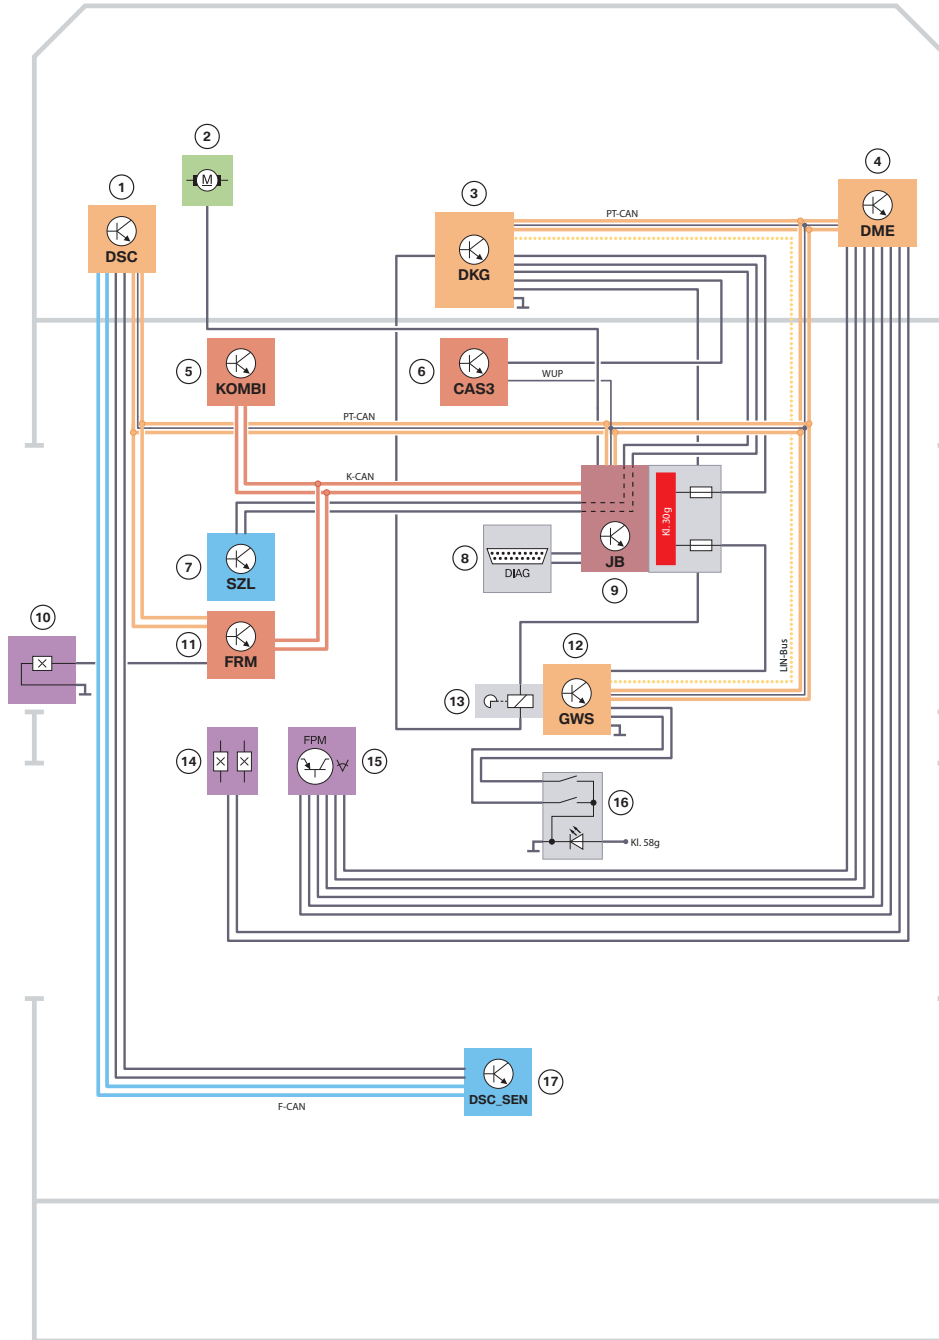 2
4
1
3
M
PT-CAN
DSC
DKG
DME
5
KOMBI
6
CAS3
WUP
PT-CAN
K-CAN
Kl. 30g
7
SZL
8
DIAG
JB
9
10
11
FRM
12
LIN-Bus
13
GWS
14
FPM
15
16
Kl. 58g
DSC_SEN
17
F-CAN